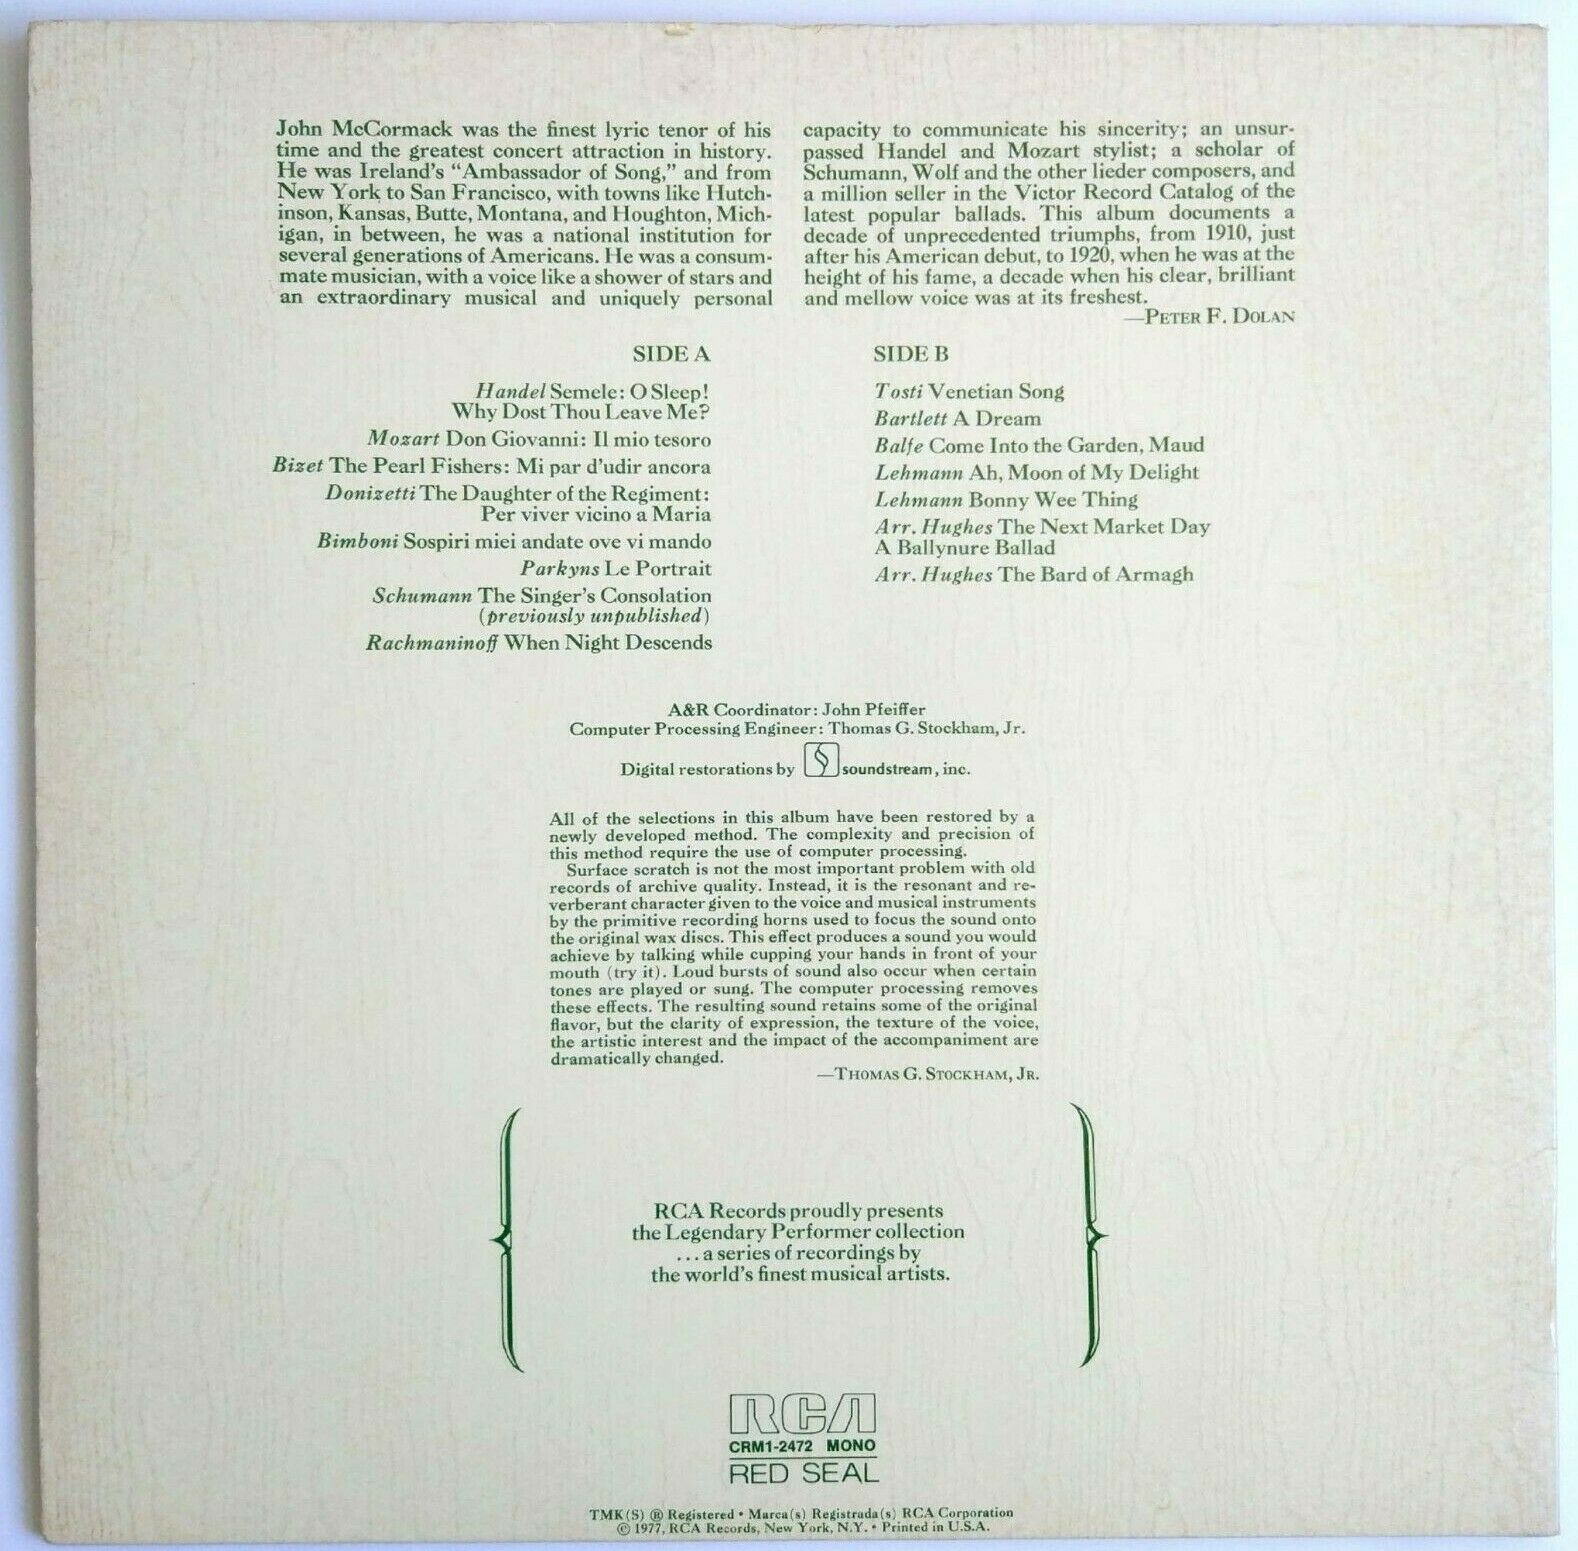 John McCormack was the finest lyric tenor of his
time and the greatest concert attraction in history.
He was Ireland's "Ambassador of Song," and from
New York to San Francisco, with towns like Hutch-
inson, Kansas, Butte, Montana, and Houghton, Mich-
igan, in between, he was a national institution for
several generations of Americans. He was a consum-
mate musician, with a voice like a shower of stars and
an extraordinary musical and uniquely personal
capacity to communicate his sincerity; an unsur-
passed Handel and Mozart stylist; a scholar of
Schumann, Wolf and the other lieder composers, and
a million seller in the Victor Record Catalog of the
latest popular ballads. This album documents a
decade of unprecedented triumphs, from 1910, just
after his American debut, to 1920, when he was at the
height of his fame, a decade when his clear, brilliant
and mellow voice was at its freshest.
—PETER F. DOLAN
SIDE A
Handel Semele: O Sleep!
Why Dost Thou Leave Me?
Mozart Don Giovanni: Il mio tesoro
Bizet The Pearl Fishers: Mi par d'udir ancora
Donizetti The Daughter of the Regiment:
Per viver vicino a Maria
Bimboni Sospiri miei andate ove vi mando
Parkyns Le Portrait
Schumann The Singer's Consolation
(previously unpublished)
Rachmaninoff When Night Descends
SIDE B
Tosti Venetian Song
Bartlett A Dream
Balfe Come Into the Garden, Maud
Lehmann Ah, Moon of My Delight
Lehmann Bonny Wee Thing
Arr. Hughes The Next Market Day
A Ballynure Ballad
Arr. Hughes The Bard of Armagh
A&R Coordinator: John Pfeiffer
Computer Processing Engineer: Thomas G. Stockham, Jr.
Digital restorations by soundstream, inc.
All of the selections in this album have been restored by a
newly developed method. The complexity and precision of
this method require the use of computer processing.
Surface scratch is not the most important problem with old
records of archive quality. Instead, it is the resonant and re-
verberant character given to the voice and musical instruments
by the primitive recording horns used to focus the sound onto
the original wax discs. This effect produces a sound you would
achieve by talking while cupping your hands in front of your
mouth (try it). Loud bursts of sound also occur when certain
tones are played or sung. The computer processing removes
these effects. The resulting sound retains some of the original
flavor, but the clarity of expression, the texture of the voice,
the artistic interest and the impact of the accompaniment are
dramatically changed.
—THOMAS G. STOCKHAM, JR.
RCA Records proudly presents
the Legendary Performer collection
...a series of recordings by
the world's finest musical artists.
RCA
CRM1-2472 MONO
RED SEAL
TMK(S) ® Registered • Marca(s) Registrada(s) RCA Corporation
© 1977, RCA Records, New York, N.Y. • Printed in U.S.A.